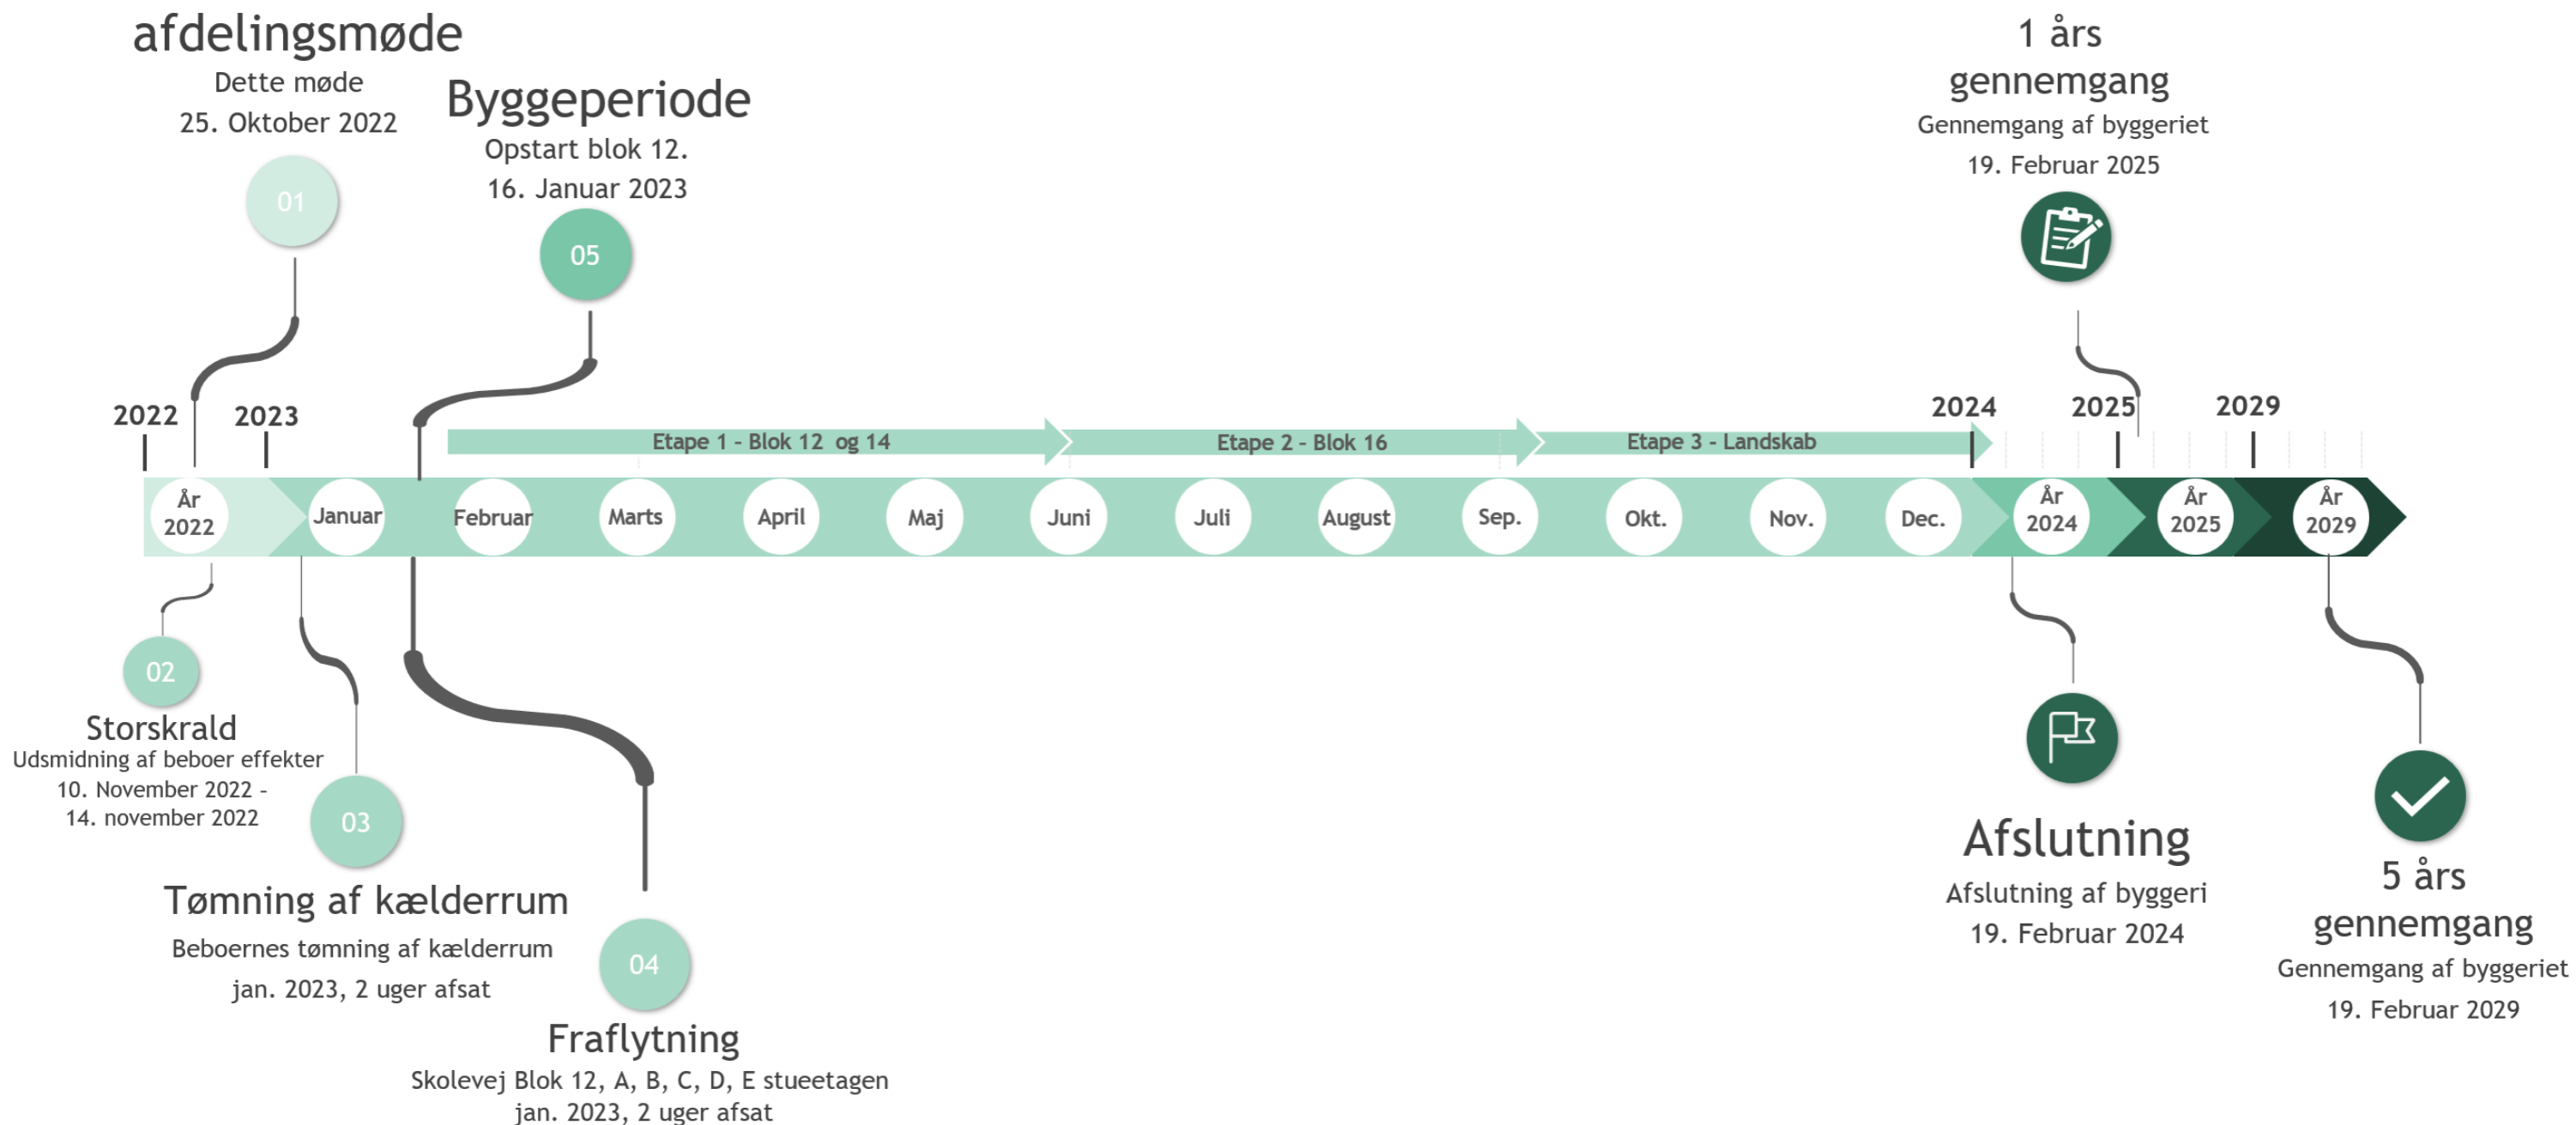 afdelingsmøde
Dette møde
25. Oktober 2022
01
Byggeperiode
Opstart blok 12.
16. Januar 2023
05
1 års
gennemgang
Gennemgang af byggeriet
19. Februar 2025
2022
2023
2024
2025
2029
Etape 1 - Blok 12 og 14
Etape 2 - Blok 16
Etape 3 - Landskab
År
2022
Januar
Februar
Marts
April
Maj
Juni
Juli
August
Sep.
Okt.
Nov.
Dec.
År
2024
År
2025
År
2029
02
Storskrald
Udsmidning af beboer effekter
10. November 2022 -
14. november 2022
03
Tømning af kælderrum
Beboernes tømning af kælderrum
jan. 2023, 2 uger afsat
04
Fraflytning
Skolevej Blok 12, A, B, C, D, E stueetagen
jan. 2023, 2 uger afsat
Afslutning
Afslutning af byggeri
19. Februar 2024
5 års
gennemgang
Gennemgang af byggeriet
19. Februar 2029